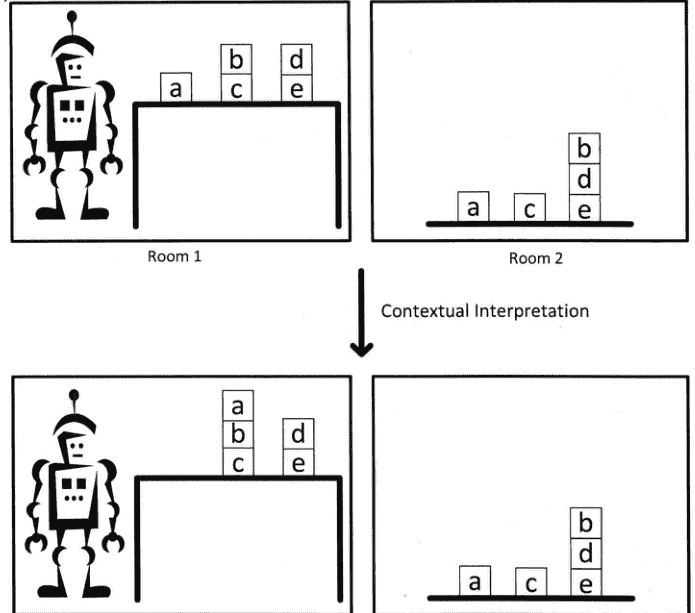 b d
a c e
b
d
a c e
Room 1
Room 2
Contextual Interpretation
a
b d
c e
b
d
a c e